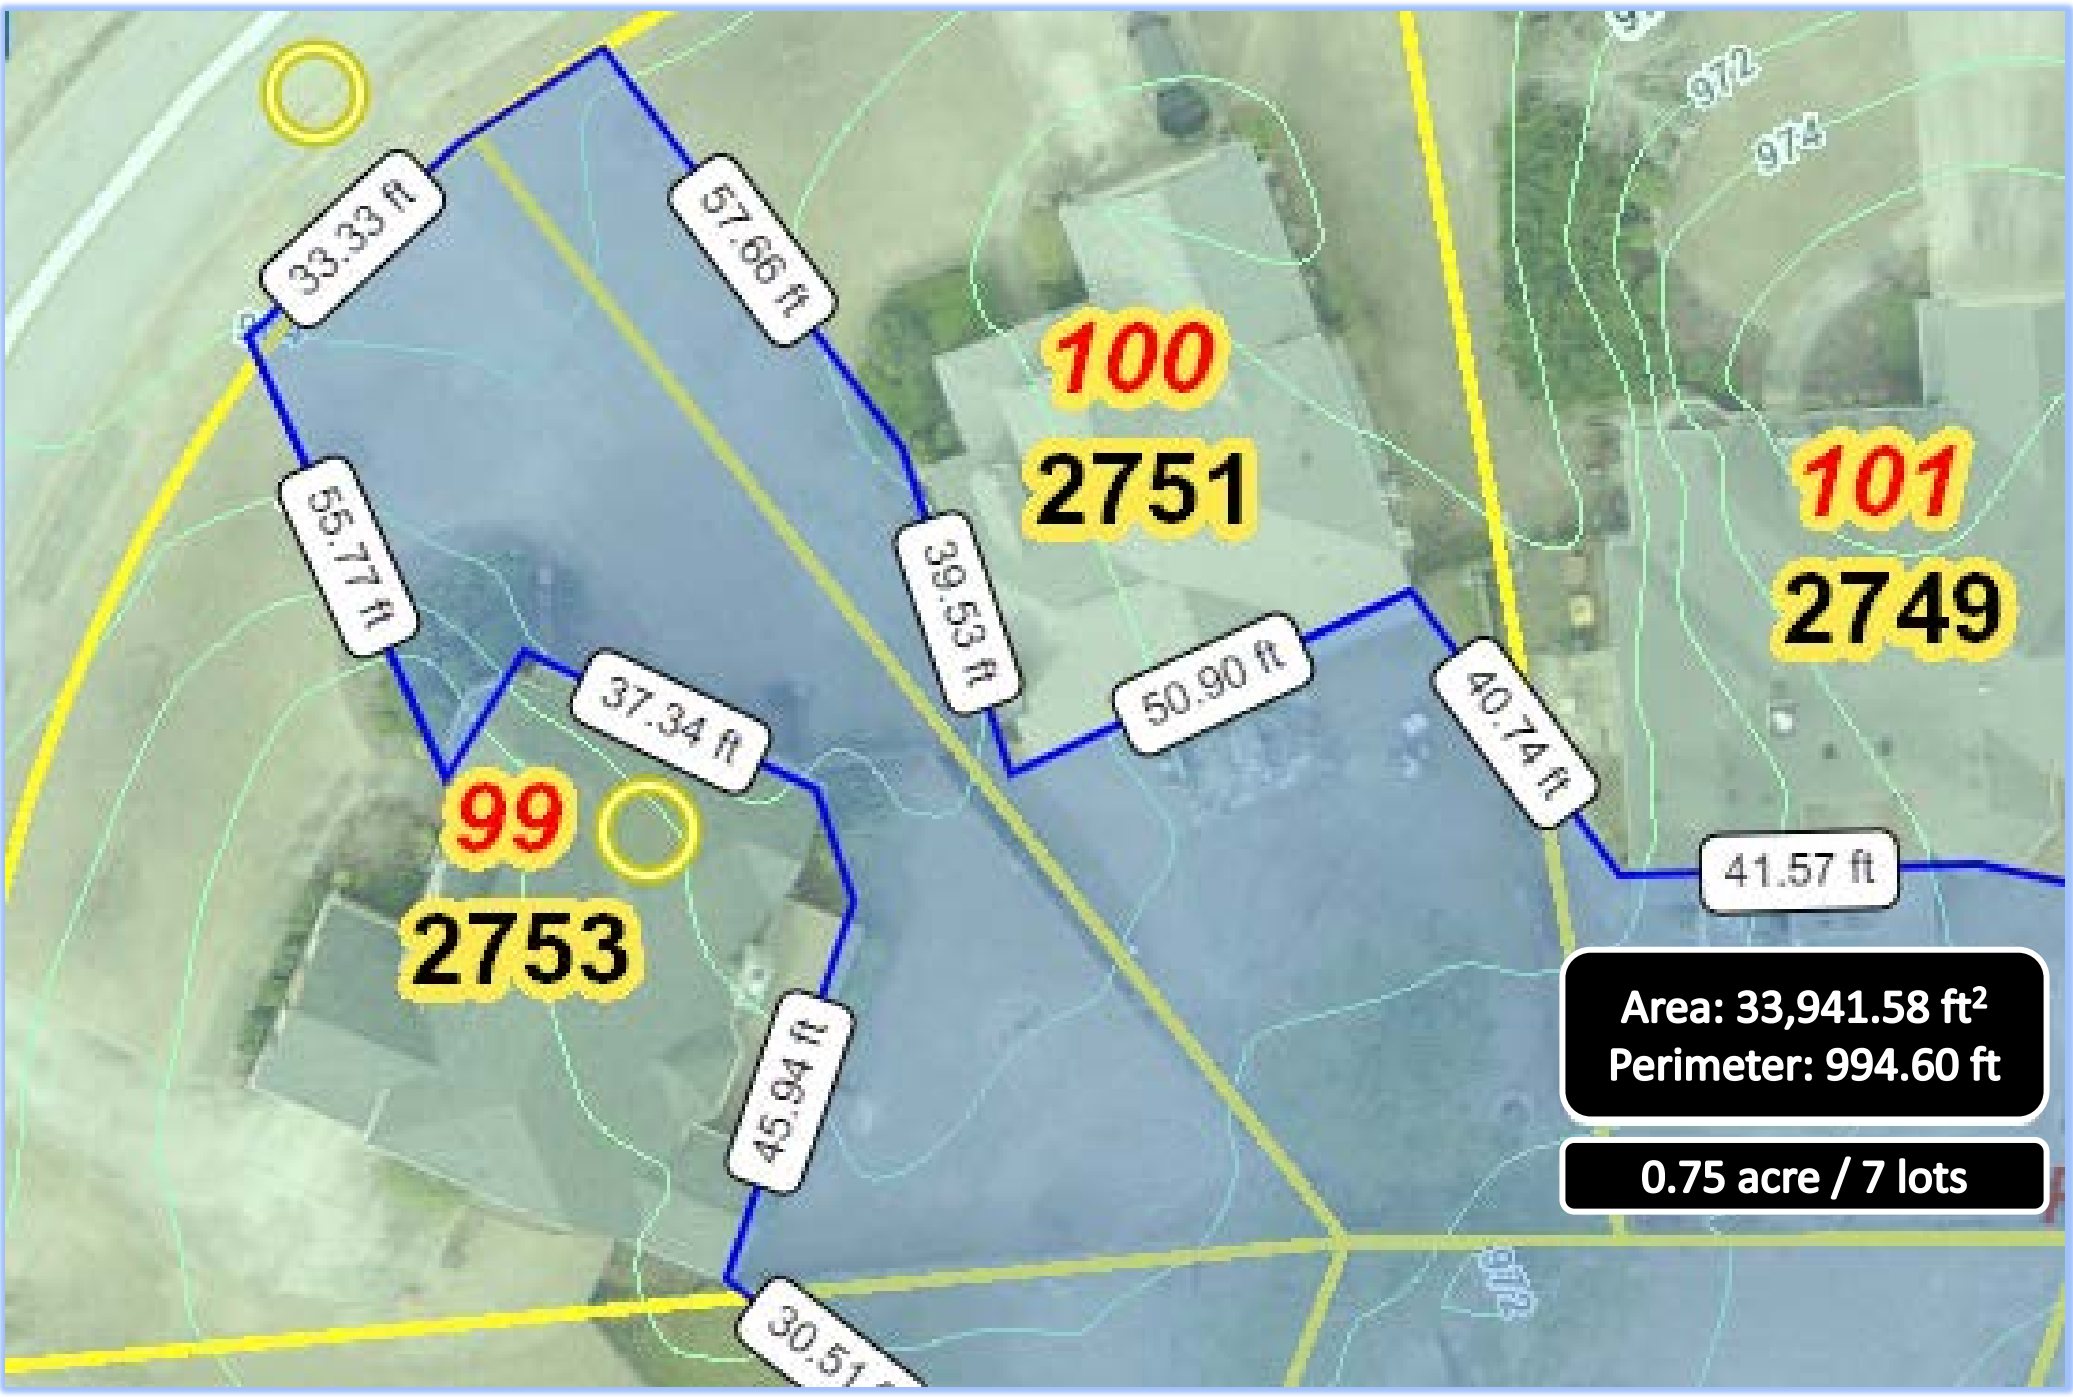 972
974
33.33 ft
57.66 ft
100
2751
101
2749
55.77 ft
39.53 ft
50.90 ft
40.74 ft
37.34 ft
99
2753
41.57 ft
45.94 ft
Area: 33,941.58 ft²
Perimeter: 994.60 ft
0.75 acre / 7 lots
972
30.51